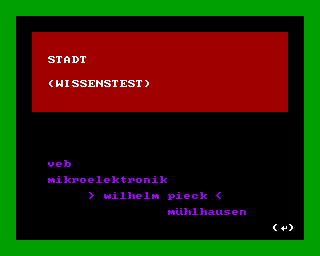 STADT
(WISSENSTEST)
veb
mikroelektronik
> wilhelm pieck <
mühlhausen
(↵)